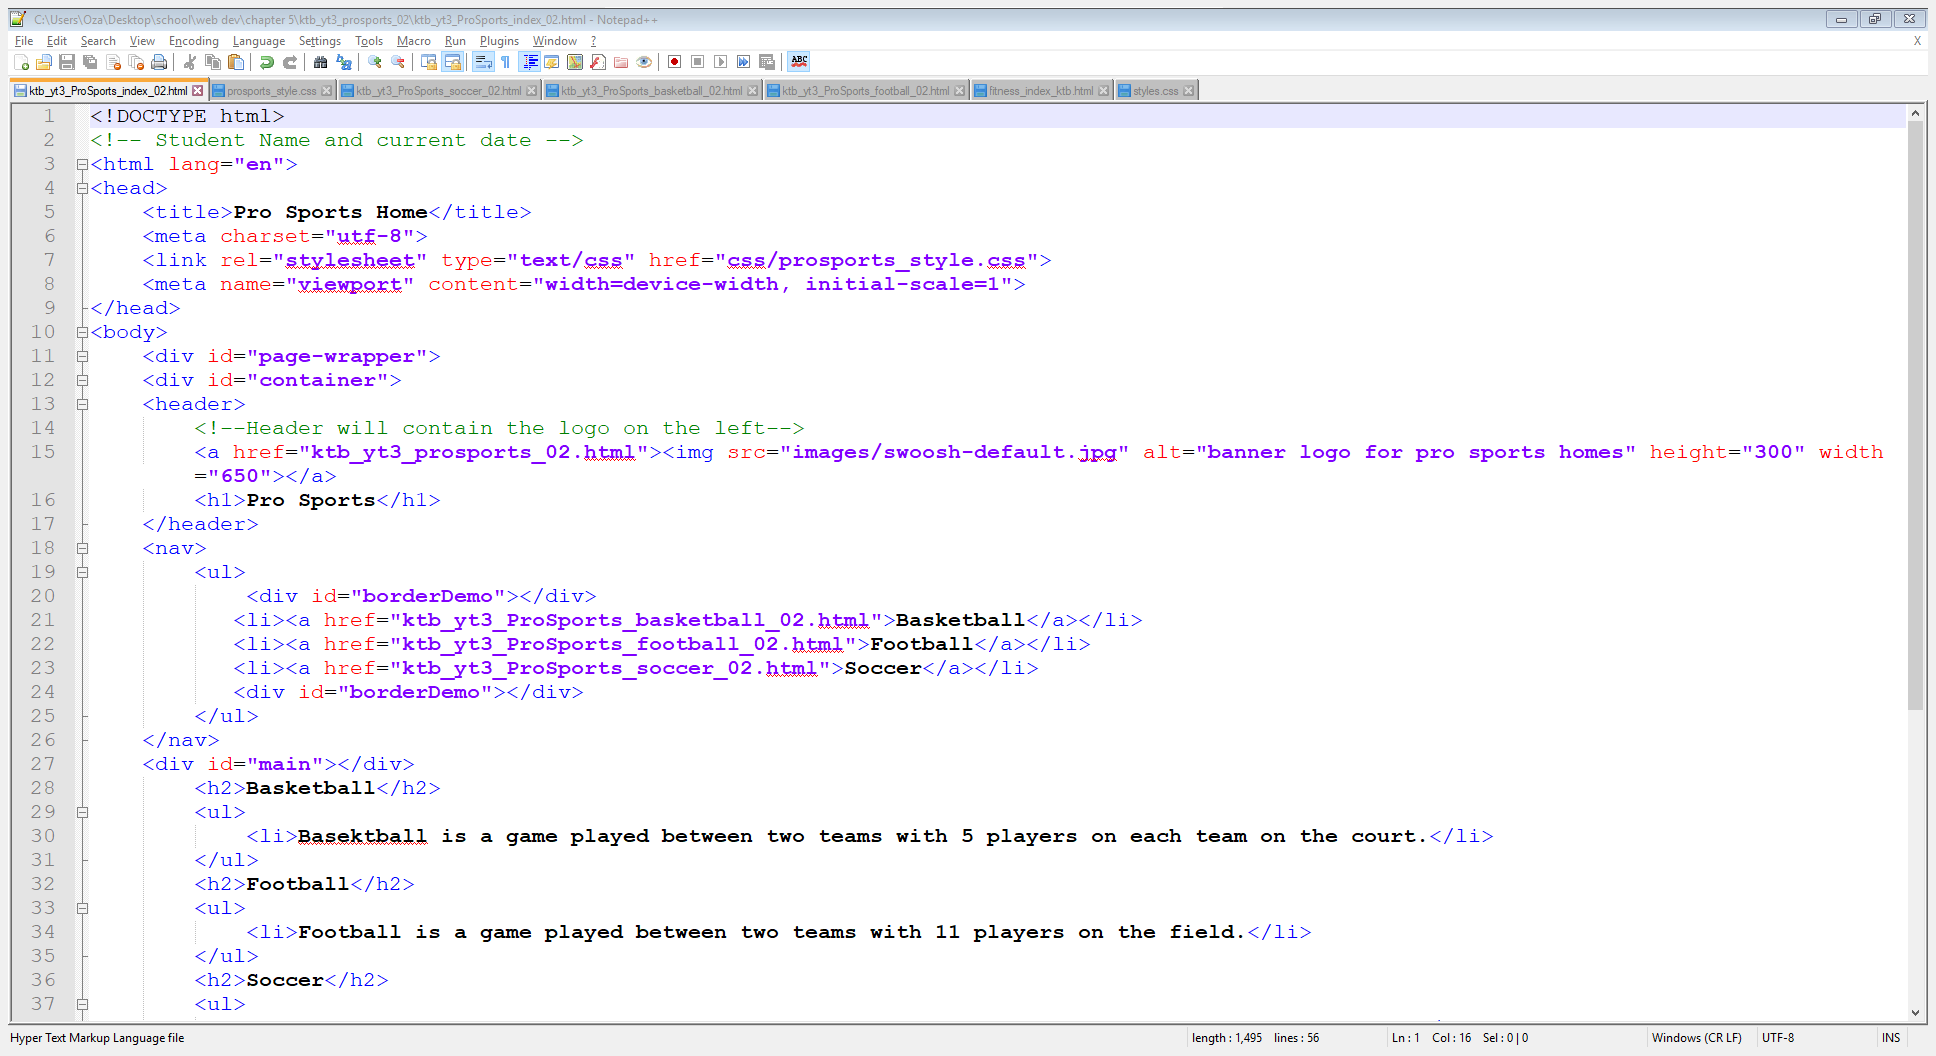 C:\Users\Oza\Desktop\school\web dev\chapter 5\ktb_yt3_prosports_02\ktb_yt3_ProSports_index_02.html - Notepad++
File Edit Search View Encoding Language Settings Tools Macro Run Plugins Window ? X
ABC
ktb_yt3_ProSports_index_02.html prosports_style.css ktb_yt3_ProSports_soccer_02.html ktb_yt3_ProSports_basketball_02.html ktb_yt3_ProSports_football_02.html fitness_index_ktb.html styles.css
1 <!DOCTYPE html>
2 <!-- Student Name and current date -->
3 <html lang="en">
4 <head>
5 <title>Pro Sports Home</title>
6 <meta charset="utf-8">
7 <link rel="stylesheet" type="text/css" href="css/prosports_style.css">
8 <meta name="viewport" content="width=device-width, initial-scale=1">
9 </head>
10 <body>
11 <div id="page-wrapper">
12 <div id="container">
13 <header>
14 <!--Header will contain the logo on the left-->
15 <a href="ktb_yt3_prosports_02.html"><img src="images/swoosh-default.jpg" alt="banner logo for pro sports homes" height="300" width
="650"></a>
16 <h1>Pro Sports</h1>
17 </header>
18 <nav>
19 <ul>
20 <div id="borderDemo"></div>
21 <li><a href="ktb_yt3_ProSports_basketball_02.html">Basketball</a></li>
22 <li><a href="ktb_yt3_ProSports_football_02.html">Football</a></li>
23 <li><a href="ktb_yt3_ProSports_soccer_02.html">Soccer</a></li>
24 <div id="borderDemo"></div>
25 </ul>
26 </nav>
27 <div id="main"></div>
28 <h2>Basketball</h2>
29 <ul>
30 <li>Basektball is a game played between two teams with 5 players on each team on the court.</li>
31 </ul>
32 <h2>Football</h2>
33 <ul>
34 <li>Football is a game played between two teams with 11 players on the field.</li>
35 </ul>
36 <h2>Soccer</h2>
37 <ul>
Hyper Text Markup Language file length : 1,495 lines : 56 Ln : 1 Col : 16 Sel : 0 | 0 Windows (CR LF) UTF-8 INS